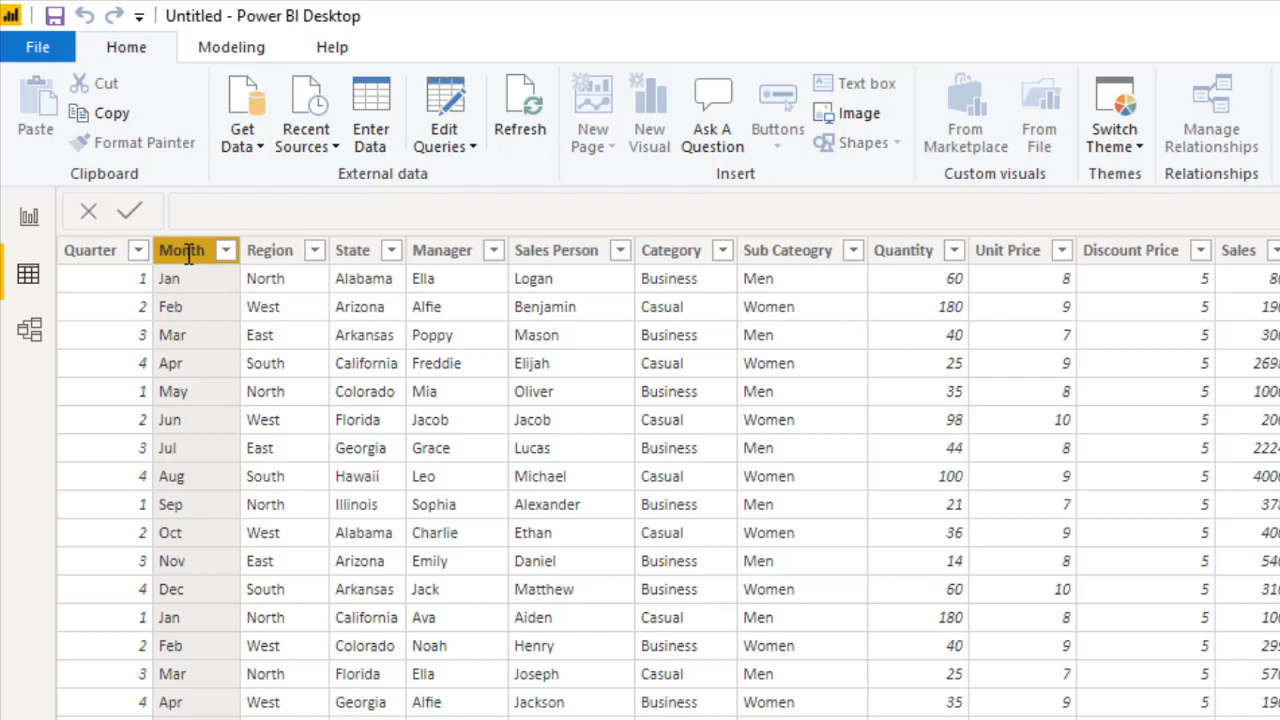 Untitled - Power BI Desktop
File Home Modeling Help
Paste Cut Copy Format Painter Get Data Recent Sources Enter Data Edit Queries Refresh New Page New Visual Ask A Question Buttons Text box Image Shapes From Marketplace From File Switch Theme Manage Relationships
Clipboard External data Insert Custom visuals Themes Relationships
Quarter Month Region State Manager Sales Person Category Sub Cateogry Quantity Unit Price Discount Price Sales
1 Jan North Alabama Ella Logan Business Men 60 8 5
2 Feb West Arizona Alfie Benjamin Casual Women 180 9 5
3 Mar East Arkansas Poppy Mason Business Men 40 7 5
4 Apr South California Freddie Elijah Casual Women 25 9 5
1 May North Colorado Mia Oliver Business Men 35 8 5
2 Jun West Florida Jacob Jacob Casual Women 98 10 5
3 Jul East Georgia Grace Lucas Business Men 44 8 5
4 Aug South Hawaii Leo Michael Casual Women 100 9 5
1 Sep North Illinois Sophia Alexander Business Men 21 7 5
2 Oct West Alabama Charlie Ethan Casual Women 36 9 5
3 Nov East Arizona Emily Daniel Business Men 14 8 5
4 Dec South Arkansas Jack Matthew Business Women 60 10 5
1 Jan North California Ava Aiden Casual Men 180 8 5
2 Feb West Colorado Noah Henry Business Women 40 9 5
3 Mar North Florida Ella Joseph Casual Men 25 7 5
4 Apr West Georgia Alfie Jackson Business Women 35 9 5